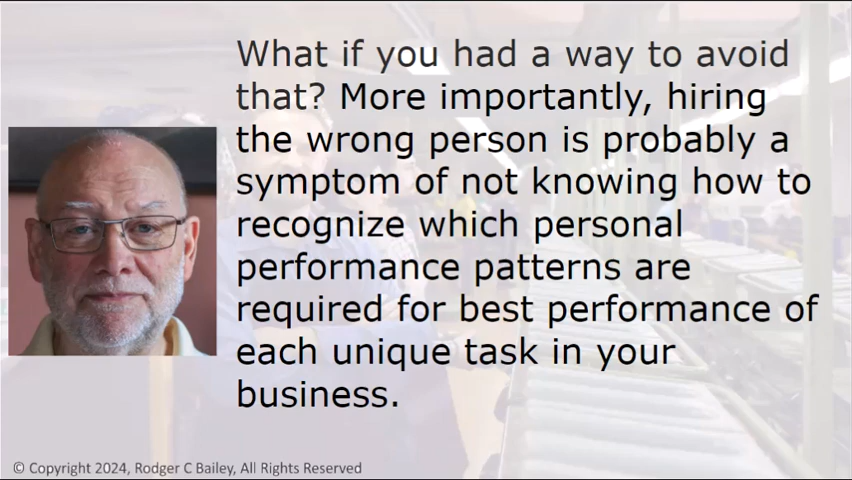 What if you had a way to avoid
that? More importantly, hiring
the wrong person is probably a
symptom of not knowing how to
recognize which personal
performance patterns are
required for best performance of
each unique task in your
business.
© Copyright 2024, Rodger C Bailey, All Rights Reserved